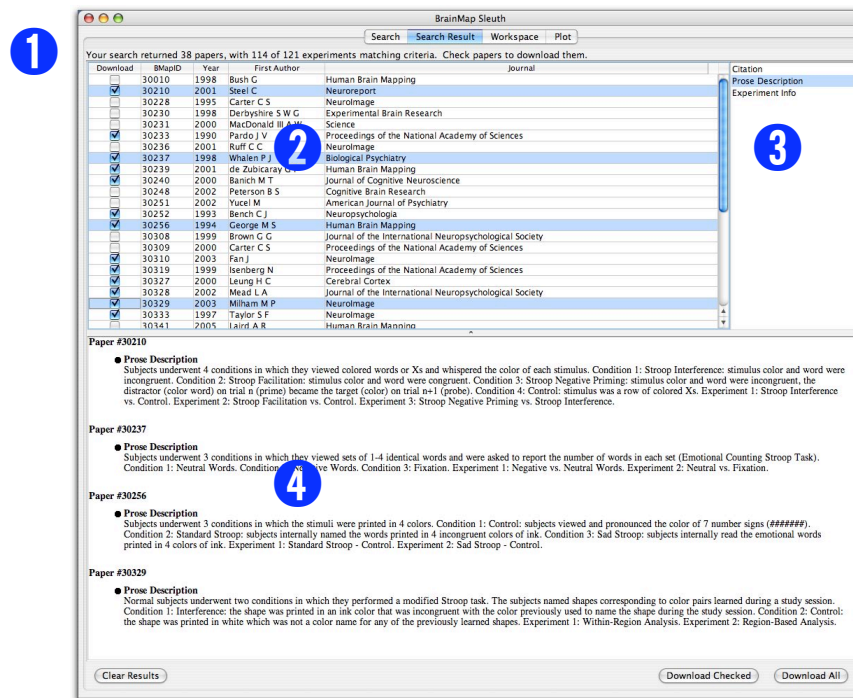 BrainMap Sleuth
Search Search Result Workspace Plot
1
Your search returned 38 papers, with 114 of 121 experiments matching criteria. Check papers to download them.
Download BMapID Year First Author Journal
30010 1998 Bush G Human Brain Mapping
30210 2001 Steel C Neuroreport
30228 1995 Carter C S NeuroImage
30230 1998 Derbyshire S W G Experimental Brain Research
30231 2000 MacDonald III A W Science
30233 1990 Pardo J V Proceedings of the National Academy of Sciences
30236 2001 Ruff C C NeuroImage
30237 1998 Whalen P J Biological Psychiatry
30239 2001 de Zubicaray G Human Brain Mapping
30240 2000 Banich M T Journal of Cognitive Neuroscience
30248 2002 Peterson B S Cognitive Brain Research
30251 2002 Yucel M American Journal of Psychiatry
30252 1993 Bench C J Neuropsychologia
30256 1994 George M S Human Brain Mapping
30308 1999 Brown G G Journal of the International Neuropsychological Society
30309 2000 Carter C S Proceedings of the National Academy of Sciences
30310 2003 Fan J NeuroImage
30319 1999 Isenberg N Proceedings of the National Academy of Sciences
30327 2000 Leung H C Cerebral Cortex
30328 2002 Mead L A Journal of the International Neuropsychological Society
30329 2003 Milham M P NeuroImage
30333 1997 Taylor S F NeuroImage
30341 2005 Laird A R Human Brain Mapping
2
Citation
Prose Description
Experiment Info
3
Paper #30210
● Prose Description
Subjects underwent 4 conditions in which they viewed colored words or Xs and whispered the color of each stimulus. Condition 1: Stroop Interference: stimulus color and word were
incongruent. Condition 2: Stroop Facilitation: stimulus color and word were congruent. Condition 3: Stroop Negative Priming: stimulus color and word were incongruent, the
distractor (color word) on trial n (prime) became the target (color) on trial n+1 (probe). Condition 4: Control: stimulus was a row of colored Xs. Experiment 1: Stroop Interference
vs. Control. Experiment 2: Stroop Facilitation vs. Control. Experiment 3: Stroop Negative Priming vs. Stroop Interference.
Paper #30237
● Prose Description
Subjects underwent 3 conditions in which they viewed sets of 1-4 identical words and were asked to report the number of words in each set (Emotional Counting Stroop Task).
Condition 1: Neutral Words. Condition Negative Words. Condition 3: Fixation. Experiment 1: Negative vs. Neutral Words. Experiment 2: Neutral vs. Fixation.
4
Paper #30256
● Prose Description
Subjects underwent 3 conditions in which the stimuli were printed in 4 colors. Condition 1: Control: subjects viewed and pronounced the color of 7 number signs (#######).
Condition 2: Standard Stroop: subjects internally named the words printed in 4 incongruent colors of ink. Condition 3: Sad Stroop: subjects internally read the emotional words
printed in 4 colors of ink. Experiment 1: Standard Stroop - Control. Experiment 2: Sad Stroop - Control.
Paper #30329
● Prose Description
Normal subjects underwent two conditions in which they performed a modified Stroop task. The subjects named shapes corresponding to color pairs learned during a study session.
Condition 1: Interference: the shape was printed in an ink color that was incongruent with the color previously used to name the shape during the study session. Condition 2: Control:
the shape was printed in white which was not a color name for any of the previously learned shapes. Experiment 1: Within-Region Analysis. Experiment 2: Region-Based Analysis.
Clear Results Download Checked Download All